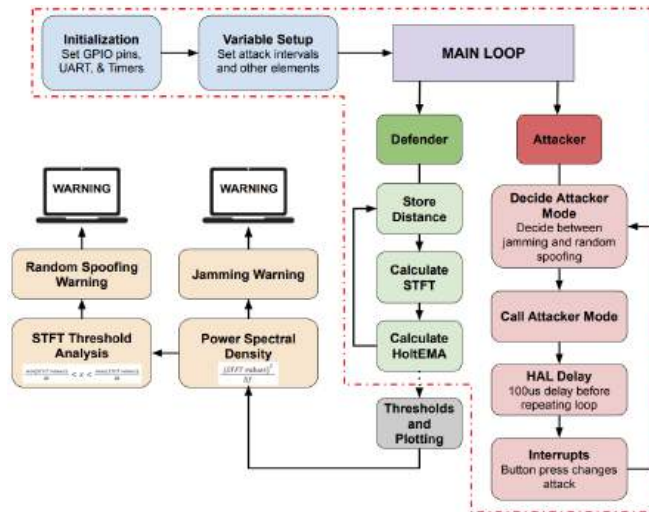 Initialization
Set GPIO pins,
UART, & Timers
Variable Setup
Set attack intervals
and other elements
MAIN LOOP
Defender
Attacker
WARNING
WARNING
Store
Distance
Decide Attacker
Mode
Decide between
jamming and random
spoofing
Random Spoofing
Warning
Jamming Warning
Calculate
STFT
Call Attacker Mode
STFT Threshold
Analysis
< x <
Power Spectral
Density
|STFT values|²
Calculate
HoltEMA
HAL Delay
100us delay before
repeating loop
Thresholds
and
Plotting
Interrupts
Button press changes
attack